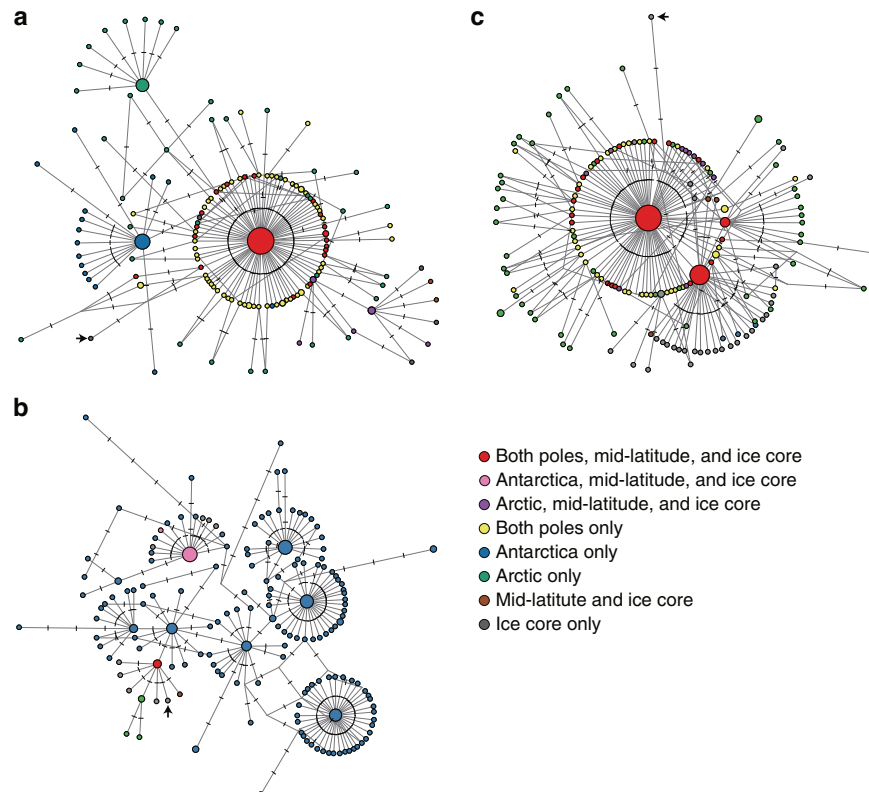 a
c
b
Both poles, mid-latitude, and ice core
Antarctica, mid-latitude, and ice core
Arctic, mid-latitude, and ice core
Both poles only
Antarctica only
Arctic only
Mid-latitute and ice core
Ice core only